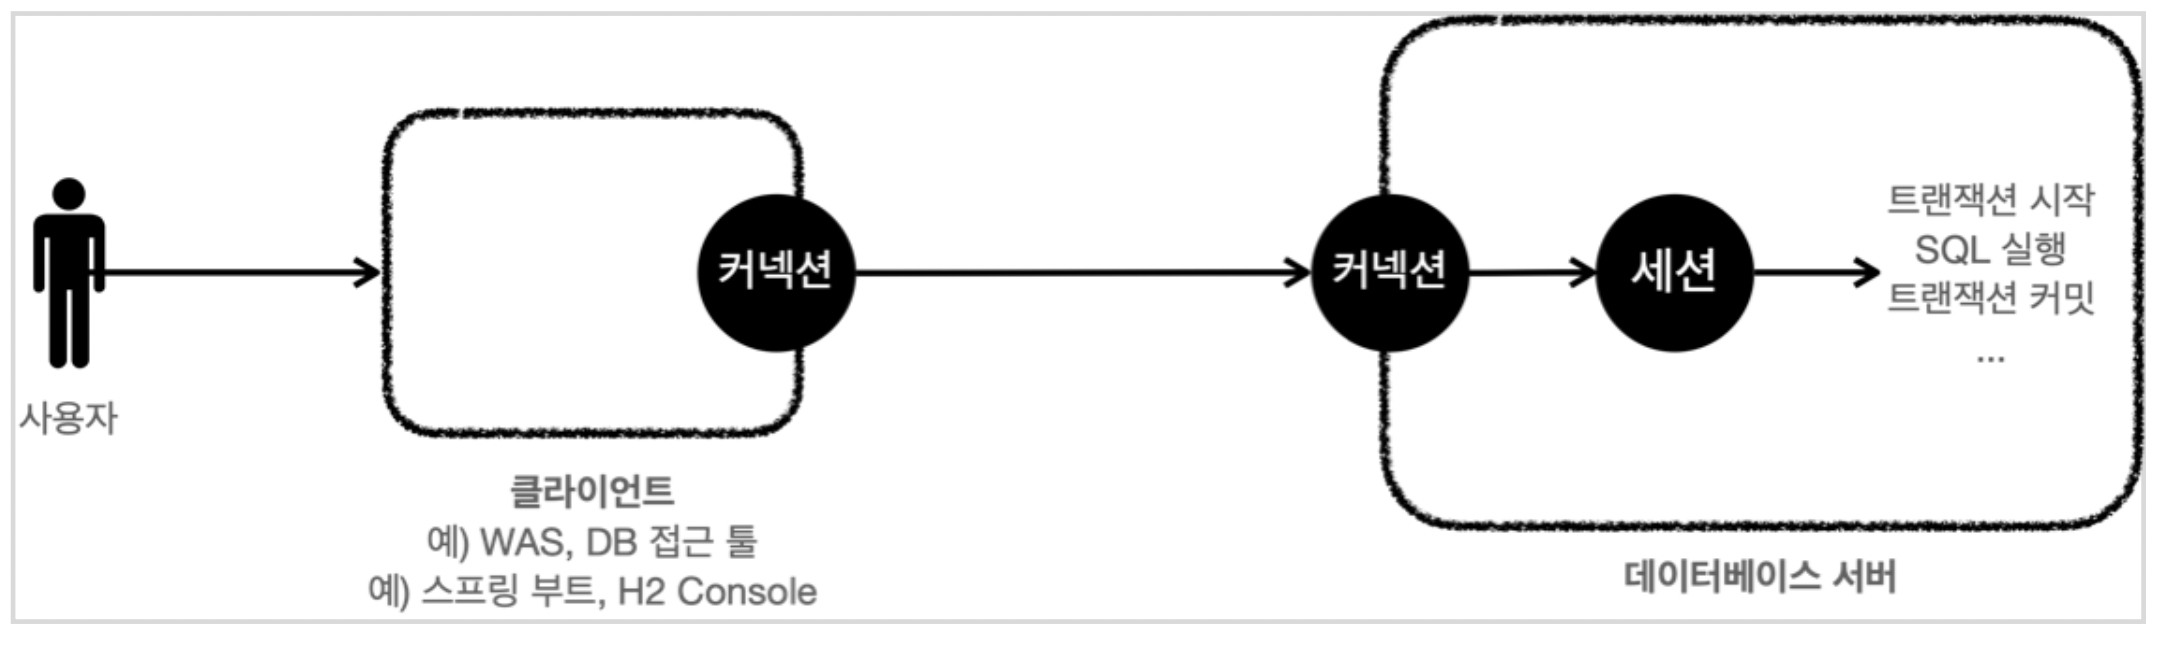 사용자
커넥션
클라이언트
예) WAS, DB 접근 툴
예) 스프링 부트, H2 Console
커넥션
세션
트랜잭션 시작
SQL 실행
트랜잭션 커밋
...
데이터베이스 서버